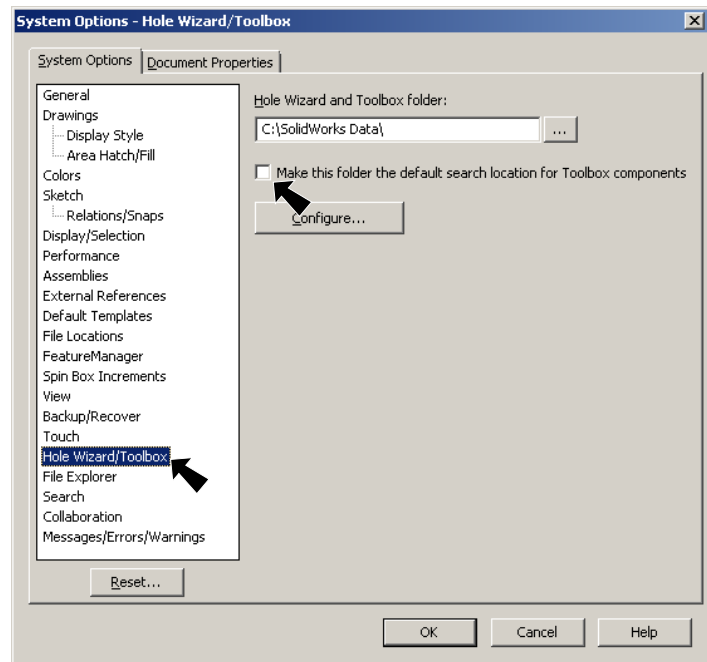 System Options - Hole Wizard/Toolbox
System Options
Document Properties
General
Drawings
Display Style
Area Hatch/Fill
Colors
Sketch
Relations/Snaps
Display/Selection
Performance
Assemblies
External References
Default Templates
File Locations
FeatureManager
Spin Box Increments
View
Backup/Recover
Touch
Hole Wizard/Toolbox
File Explorer
Search
Collaboration
Messages/Errors/Warnings
Reset...
Hole Wizard and Toolbox folder:
C:\SolidWorks Data\
...
Make this folder the default search location for Toolbox components
Configure...
OK
Cancel
Help